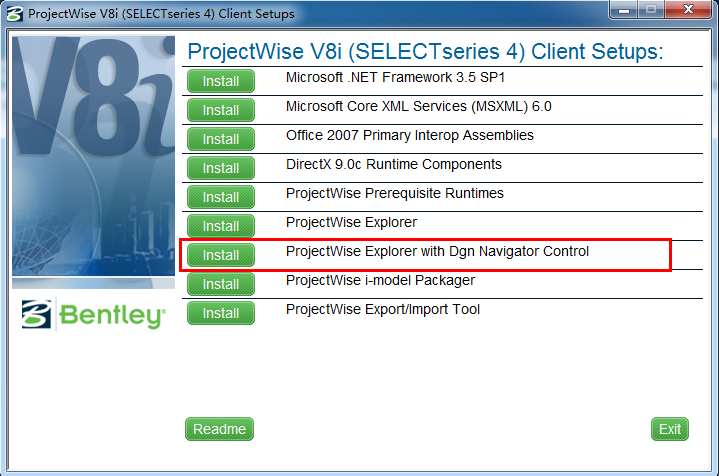 ProjectWise V8i (SELECTseries 4) Client Setups
V8i
ProjectWise V8i (SELECTseries 4) Client Setups:
Install Microsoft .NET Framework 3.5 SP1
Install Microsoft Core XML Services (MSXML) 6.0
Install Office 2007 Primary Interop Assemblies
Install DirectX 9.0c Runtime Components
Install ProjectWise Prerequisite Runtimes
Install ProjectWise Explorer
Install ProjectWise Explorer with Dgn Navigator Control
Install ProjectWise i-model Packager
Install ProjectWise Export/Import Tool
Bentley
Readme Exit